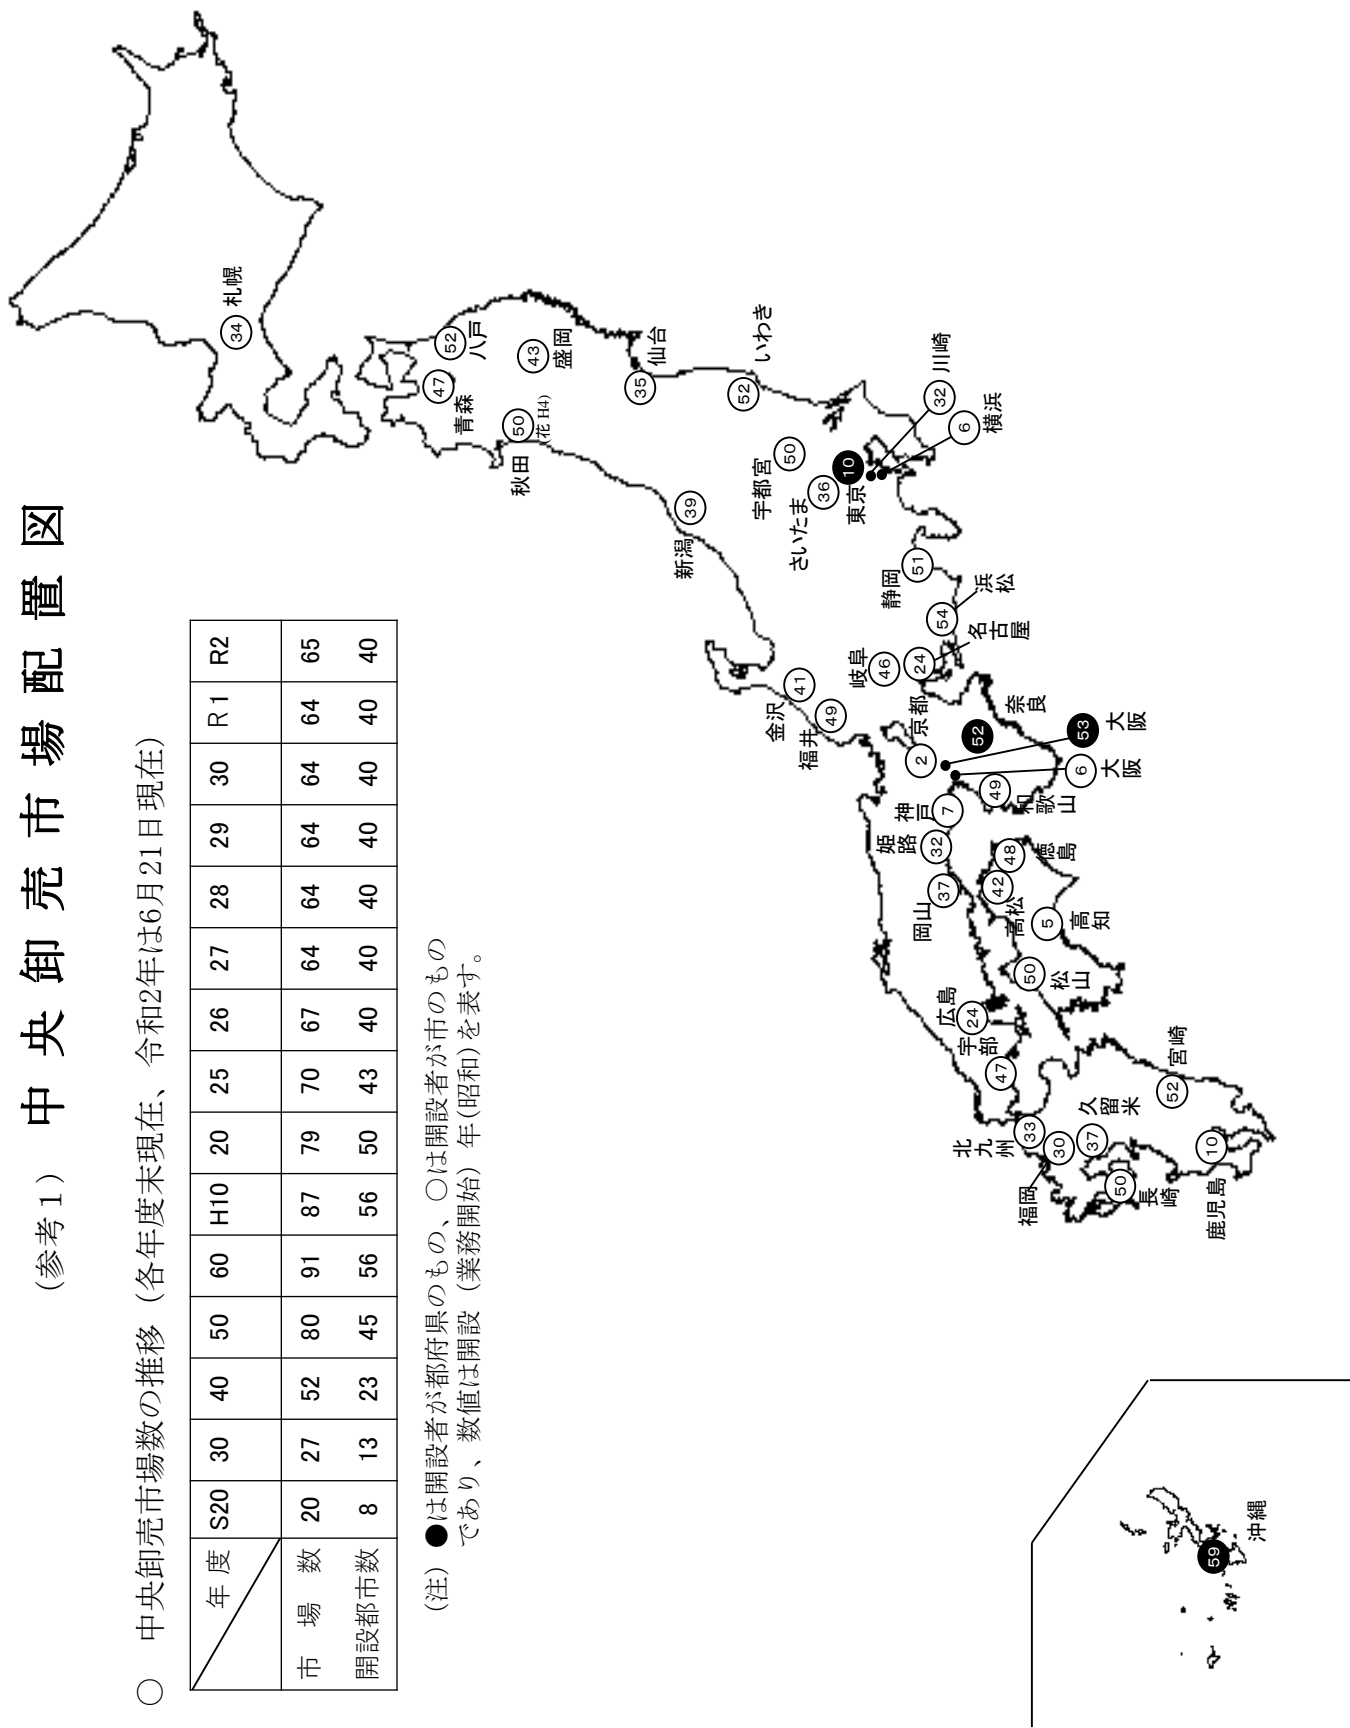 (参考１) 中央卸売市場配置図
○ 中央卸売市場数の推移（各年度末現在、令和2年は6月21日現在）
年度 S20 30 40 50 60 H10 20 25 26 27 28 29 30 R1 R2
市場数 20 27 52 80 91 87 79 70 67 64 64 64 64 64 65
開設都市数 8 13 23 45 56 56 50 43 40 40 40 40 40 40 40
(注) ●は開設者が都府県のもの、○は開設者が市のもの
であり、数値は開設（業務開始）年(昭和)を表す。
34 札幌
47 青森
52 八戸
50 秋田
(花 H4)
43 盛岡
35 仙台
39 新潟
52 いわき
50 宇都宮
36 さいたま
10 東京
32 川崎
6 横浜
51 静岡
54 浜松
24 名古屋
46 岐阜
41 金沢
49 福井
2 京都
52 奈良
53 大阪
6 大阪
49 和歌山
7 神戸
32 姫路
37 岡山
48 徳島
42 高松
5 高知
50 松山
24 広島
47 宇部
33 北九州
30 福岡
37 久留米
50 長崎
52 宮崎
10 鹿児島
59 沖縄